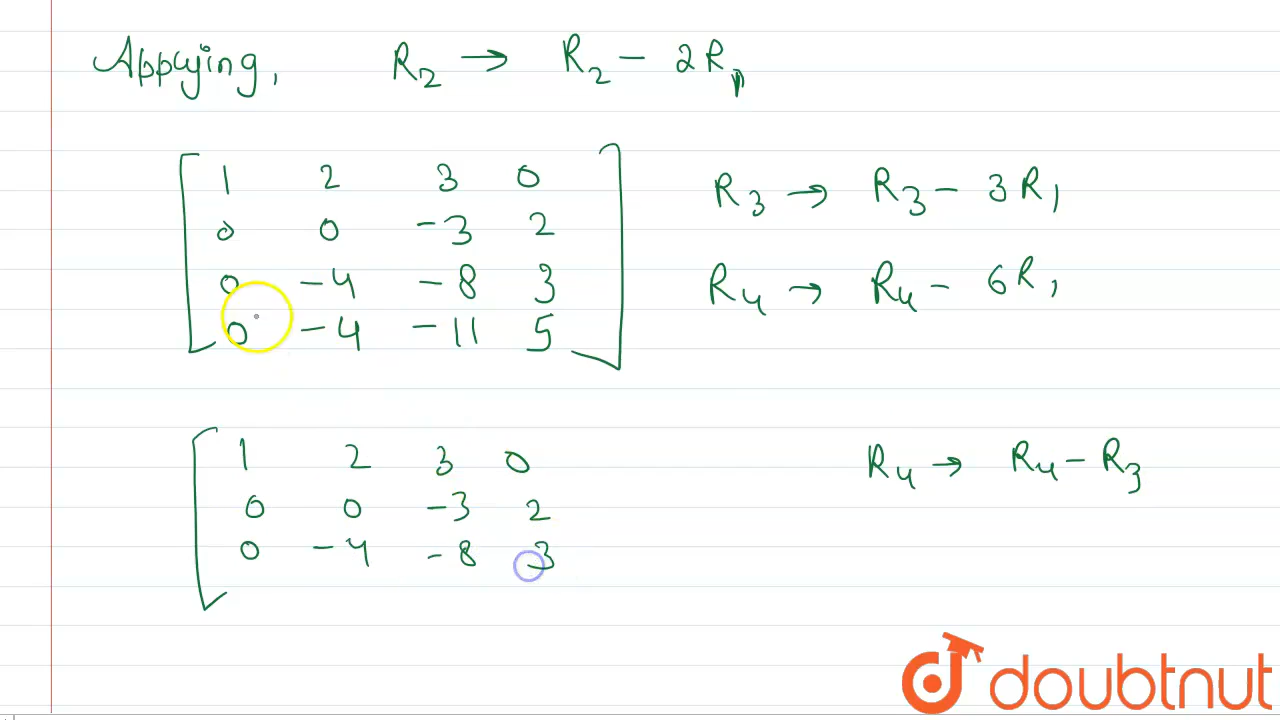 Appying, R2 → R2 - 2R1
1 2 3 0
0 0 -3 2 R3 → R3 - 3R1
0 -4 -8 3 R4 → R4 - 6R1
0 -4 -11 5
1 2 3 0 R4 → R4 - R3
0 0 -3 2
0 -4 -8 3
doubtnut